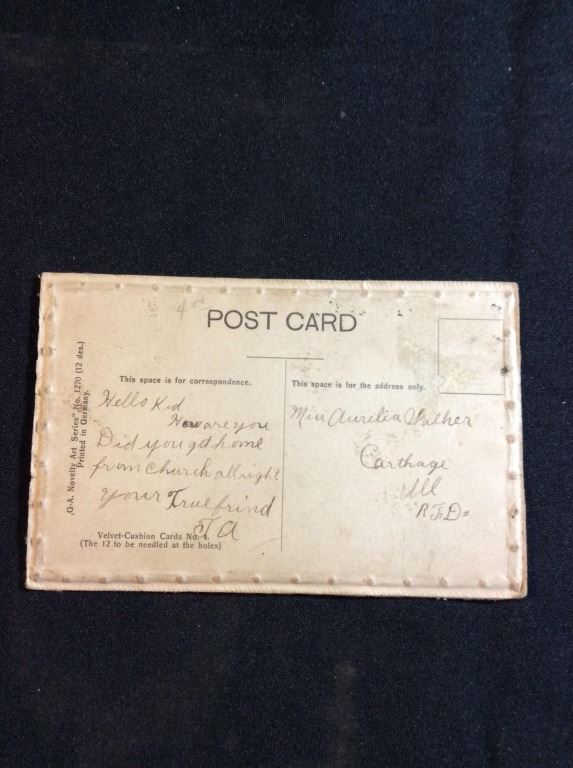 POST CARD
This space is for correspondence.
Hello Kid
How are you
Did you get home
from church allright
your True frind
T A
Velvet-Cushion Cards No. 4.
(The 12 to be needled at the holes)
"G-A. Novelty Art Series" No. 1270 (12 des.)
Printed in Germany.
This space is for the address only.
Miss Aurelia
Carthage
Ill
R.F.D.